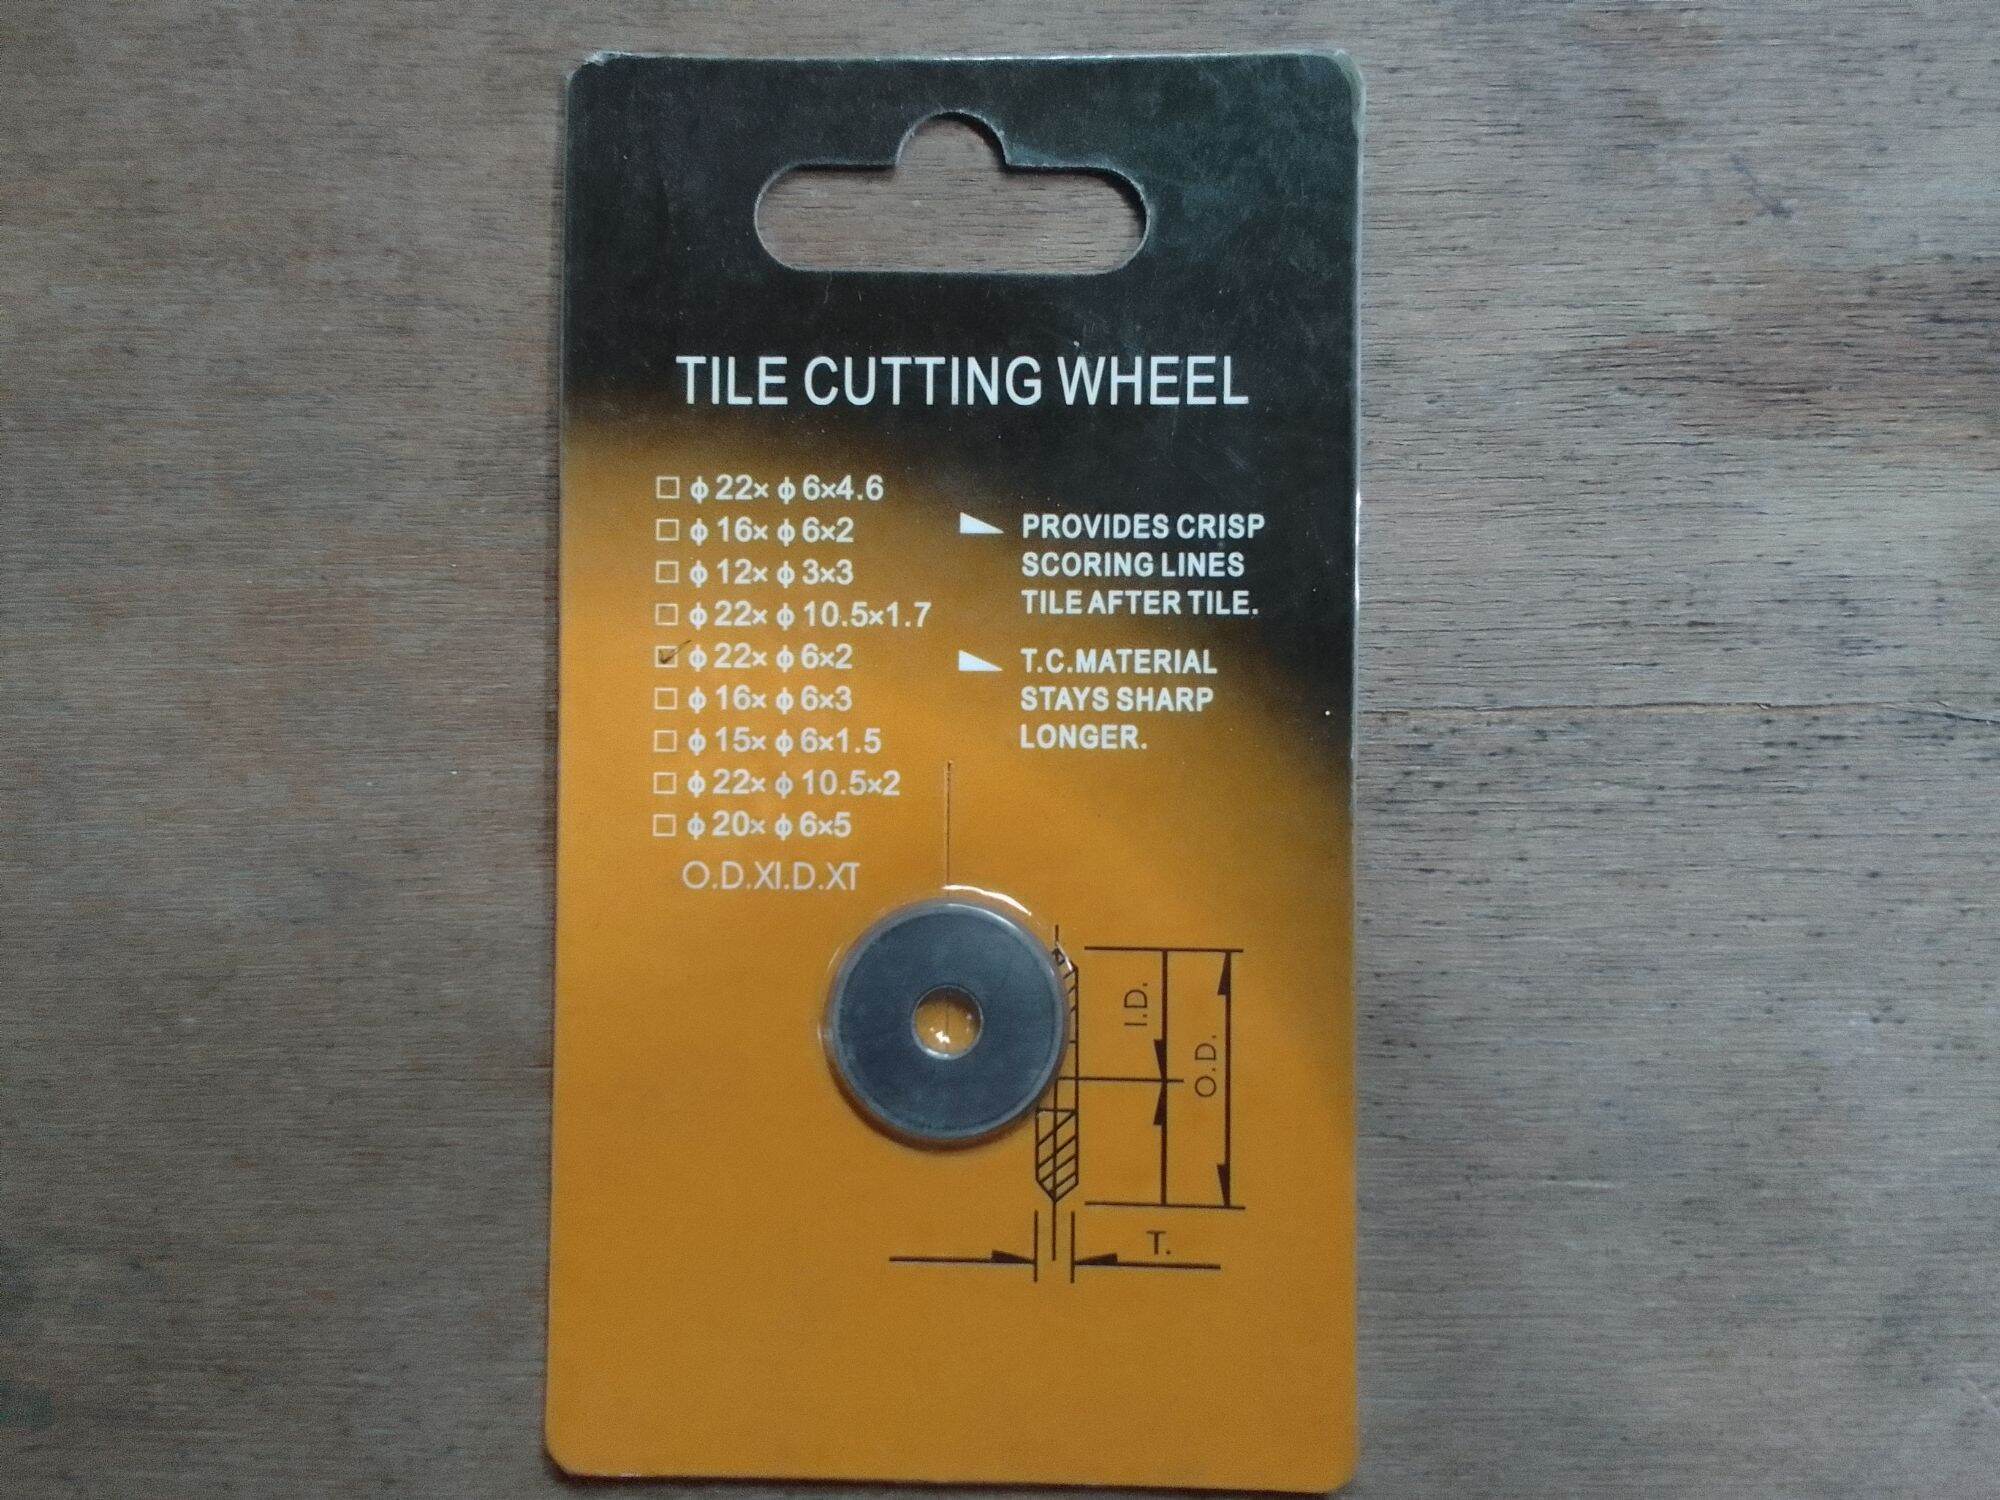 TILE CUTTING WHEEL
☐ ϕ 22× ϕ 6×4.6
☐ ϕ 16× ϕ 6×2
☐ ϕ 12× ϕ 3×3
☐ ϕ 22× ϕ 10.5×1.7
☑ ϕ 22× ϕ 6×2
☐ ϕ 16× ϕ 6×3
☐ ϕ 15× ϕ 6×1.5
☐ ϕ 22× ϕ 10.5×2
☐ ϕ 20× ϕ 6×5
O.D.XI.D.XT
PROVIDES CRISP
SCORING LINES
TILE AFTER TILE.
T.C.MATERIAL
STAYS SHARP
LONGER.
I.D.
O.D.
T.